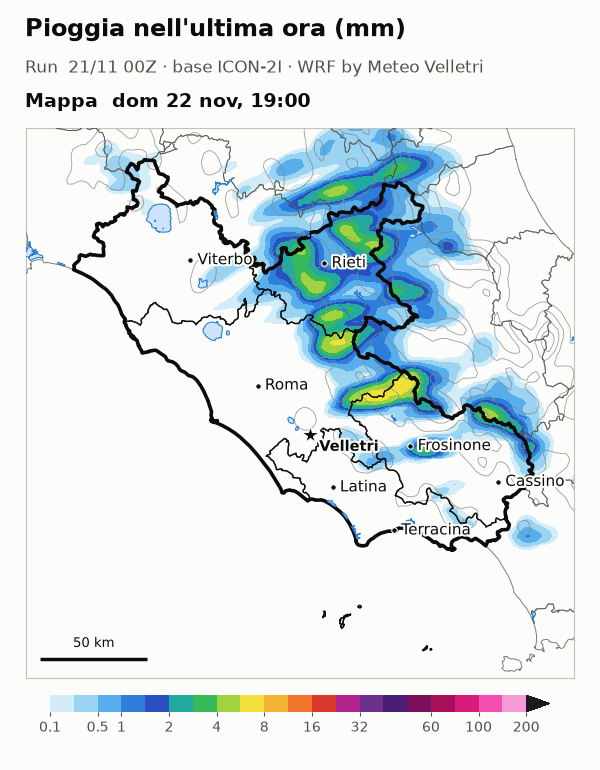 Pioggia nell'ultima ora (mm)
Run  21/11 00Z · base ICON-2I · WRF by Meteo Velletri
Mappa  dom 22 nov, 19:00
Viterbo
Rieti
Roma
Velletri
Frosinone
Latina
Cassino
Terracina
50 km
0.1 0.5 1 2 4 8 16 32 60 100 200